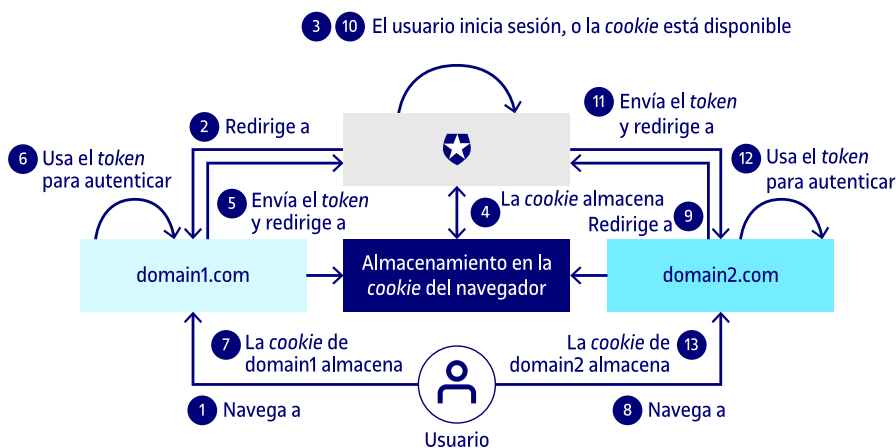 3 10 El usuario inicia sesión, o la cookie está disponible
2 Redirige a
11 Envía el token
y redirige a
6 Usa el token
para autenticar
12 Usa el token
para autenticar
5 Envía el token
y redirige a
4 La cookie almacena
Redirige a 9
domain1.com
Almacenamiento en la
cookie del navegador
domain2.com
7 La cookie de
domain1 almacena
La cookie de 13
domain2 almacena
1 Navega a
8 Navega a
Usuario